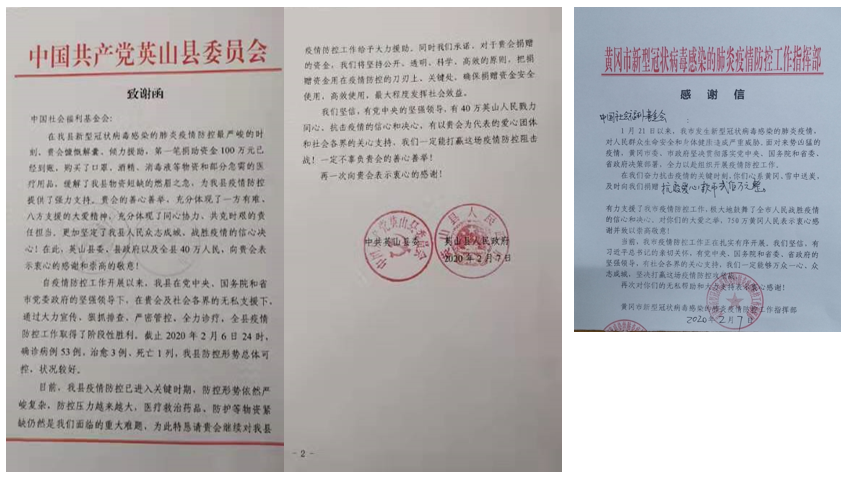 中国共产党英山县委员会
致谢函
中国社会福利基金会：
在我县新型冠状病毒感染的肺炎疫情防控最严峻的时
刻，贵会慷慨解囊、倾力援助，第一笔捐助资金100万元已
经到账，购买了口罩、酒精、消毒液等物资和部分急需的医
疗用品，缓解了我县物资短缺的燃眉之急，为我县疫情防控
提供了强力支持。贵会的善心善举，充分体现了一方有难，
八方支援的大爱精神，充分体现了同心协力、共克时艰的责
任担当，更加坚定了我县人民众志成城、战胜疫情的信心决
心！在此，英山县委、县政府以及全县40万人民，向贵会表
示衷心的感谢和崇高的敬意！
自疫情防控工作开展以来，我县在党中央、国务院和省
市党委政府的坚强领导下，在贵会及社会各界的无私支援下，
通过大力宣传、狠抓排查、严密管控、全力诊疗，全县疫情
防控工作取得了阶段性胜利。截止2020年2月6日24时，
确诊病例53例，治愈3例，死亡1列，我县防控形势总体可
控，状况较好。
目前，我县疫情防控已进入关键时期，防控形势依然严
峻复杂，防控压力越来越大，医疗救治药品、防护等物资紧
缺仍然是我们面临的重大难题，为此特恳请贵会继续对我县
疫情防控工作给予大力援助。同时我们承诺，对于贵会捐赠
的资金，我们将坚持公开、透明、科学、高效的原则，把捐
赠资金用在疫情防控的刀刃上、关键处，确保捐赠资金安全
使用，高效使用，最大程度发挥社会效益。
我们坚信，有党中央的坚强领导，有40万英山人民戮力
同心、抗击疫情的信心和决心，有以贵会为代表的爱心团体
和社会各界的关心支持，我们一定能打赢这场疫情防控阻击
战！一定不辜负贵会的善心善举！
再一次向贵会表示衷心的感谢！
中共英山县委 英山县人民政府
2020年2月7日
- 2 -
黄冈市新型冠状病毒感染的肺炎疫情防控工作指挥部
感谢信
中国社会福利基金会：
1月21日以来，我市发生新型冠状病毒感染的肺炎疫情，
对人民群众生命安全和身体健康造成严重威胁。面对来势凶猛的
疫情，黄冈市委、市政府坚决贯彻落实党中央、国务院和省委、
省政府决策部署，全力以赴组织开展疫情防控工作。
在我们奋力抗击疫情的关键时刻，你们心系黄冈，雪中送炭，
及时向我们捐赠抗疫爱心款
有力支援了我市疫情防控工作，极大地鼓舞了全市人民战胜疫情
的信心和决心。对你们的深情厚谊、大爱之举，750万黄冈人民表示衷心感
谢并致以崇高敬意！
当前，我市疫情防控工作正在扎实有序开展，我们坚信，有
习近平总书记的亲切关怀，有党中央、国务院和省委、省政府的
坚强领导，有社会各界的关心支持，我们一定能够万众一心，众
志成城，坚决打赢这场疫情防控攻坚战。
再次对你们的无私帮助和大力支持表示衷心感谢！
黄冈市新型冠状病毒感染的肺炎疫情防控工作指挥部
2020年2月7日